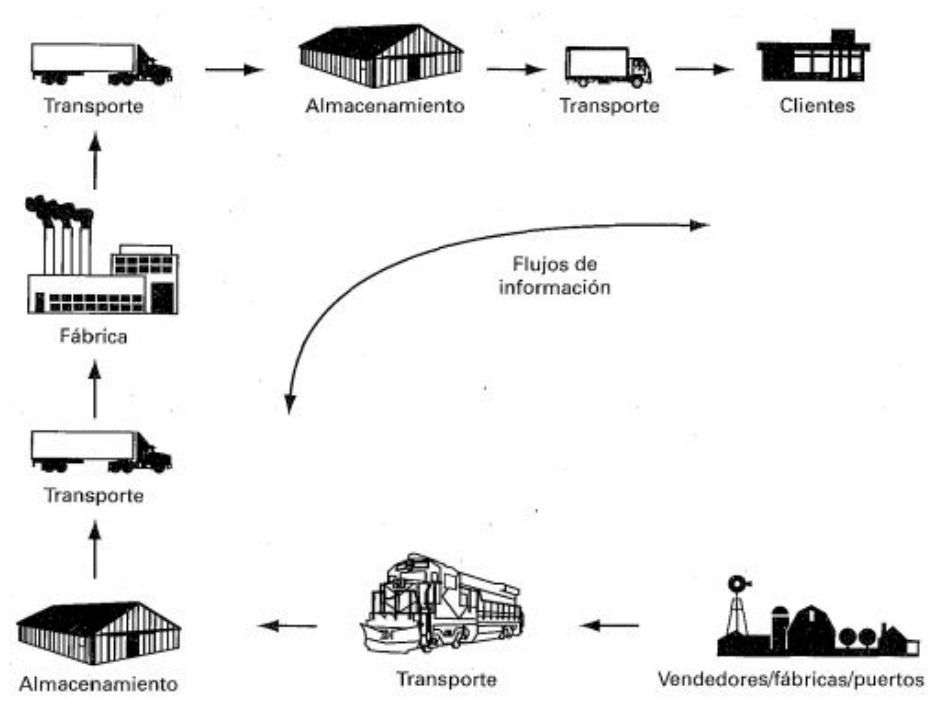 Transporte
Almacenamiento
Transporte
Clientes
Flujos de
información
Fábrica
Transporte
Almacenamiento
Transporte
Vendedores/fábricas/puertos